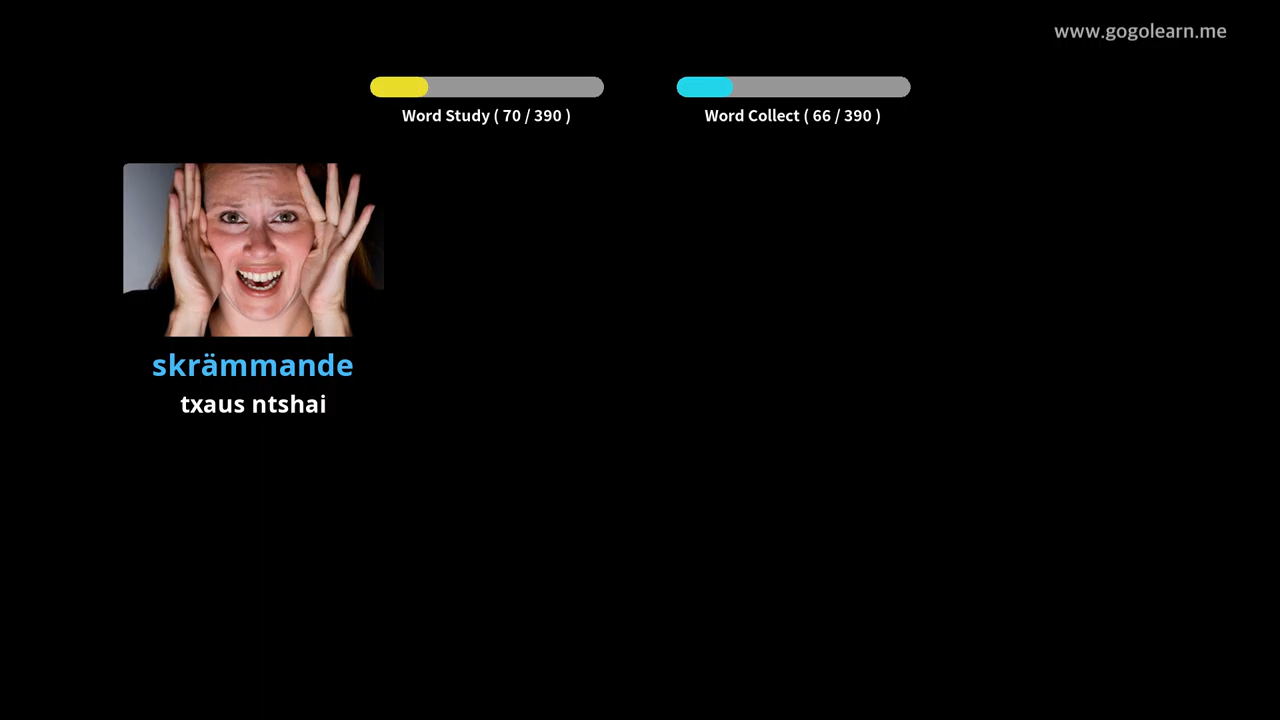 www.gogolearn.me
Word Study ( 70 / 390 )
Word Collect ( 66 / 390 )
skrämmande
txaus ntshai